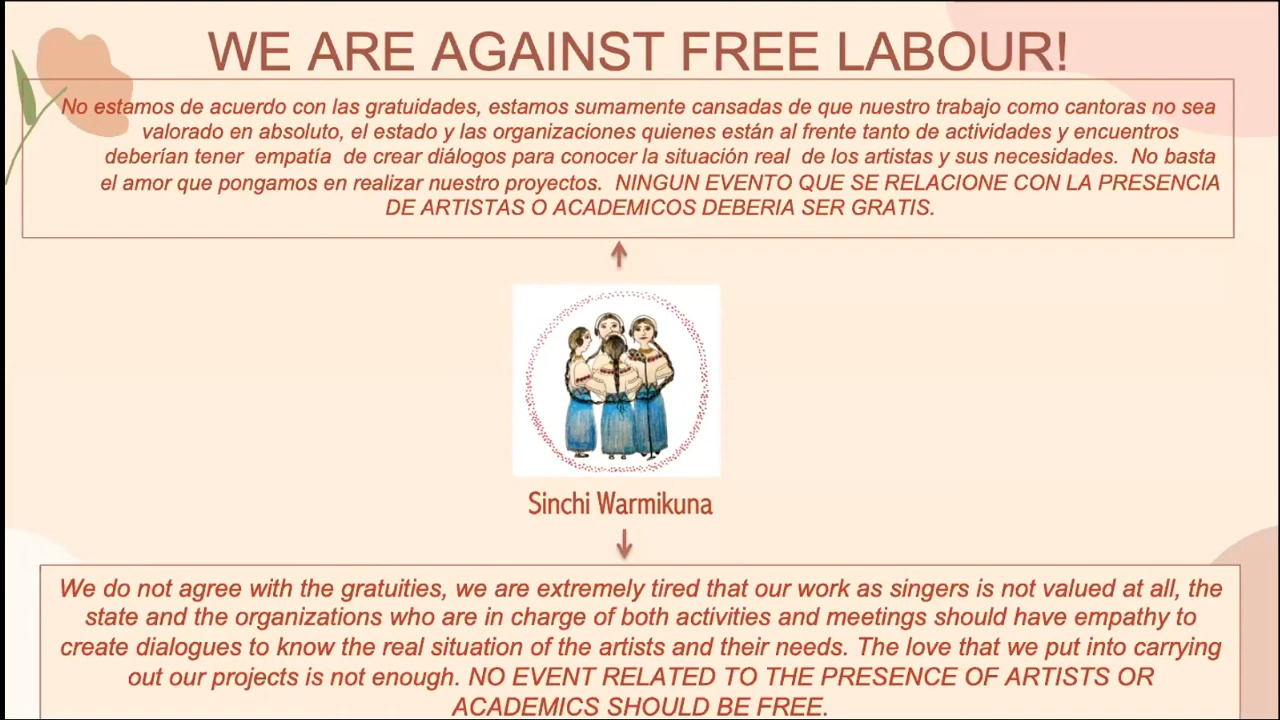 WE ARE AGAINST FREE LABOUR!
No estamos de acuerdo con las gratuidades, estamos sumamente cansadas de que nuestro trabajo como cantoras no sea
valorado en absoluto, el estado y las organizaciones quienes están al frente tanto de actividades y encuentros
deberían tener empatía de crear diálogos para conocer la situación real de los artistas y sus necesidades. No basta
el amor que pongamos en realizar nuestro proyectos. NINGUN EVENTO QUE SE RELACIONE CON LA PRESENCIA
DE ARTISTAS O ACADEMICOS DEBERIA SER GRATIS.
Sinchi Warmikuna
We do not agree with the gratuities, we are extremely tired that our work as singers is not valued at all, the
state and the organizations who are in charge of both activities and meetings should have empathy to
create dialogues to know the real situation of the artists and their needs. The love that we put into carrying
out our projects is not enough. NO EVENT RELATED TO THE PRESENCE OF ARTISTS OR
ACADEMICS SHOULD BE FREE.